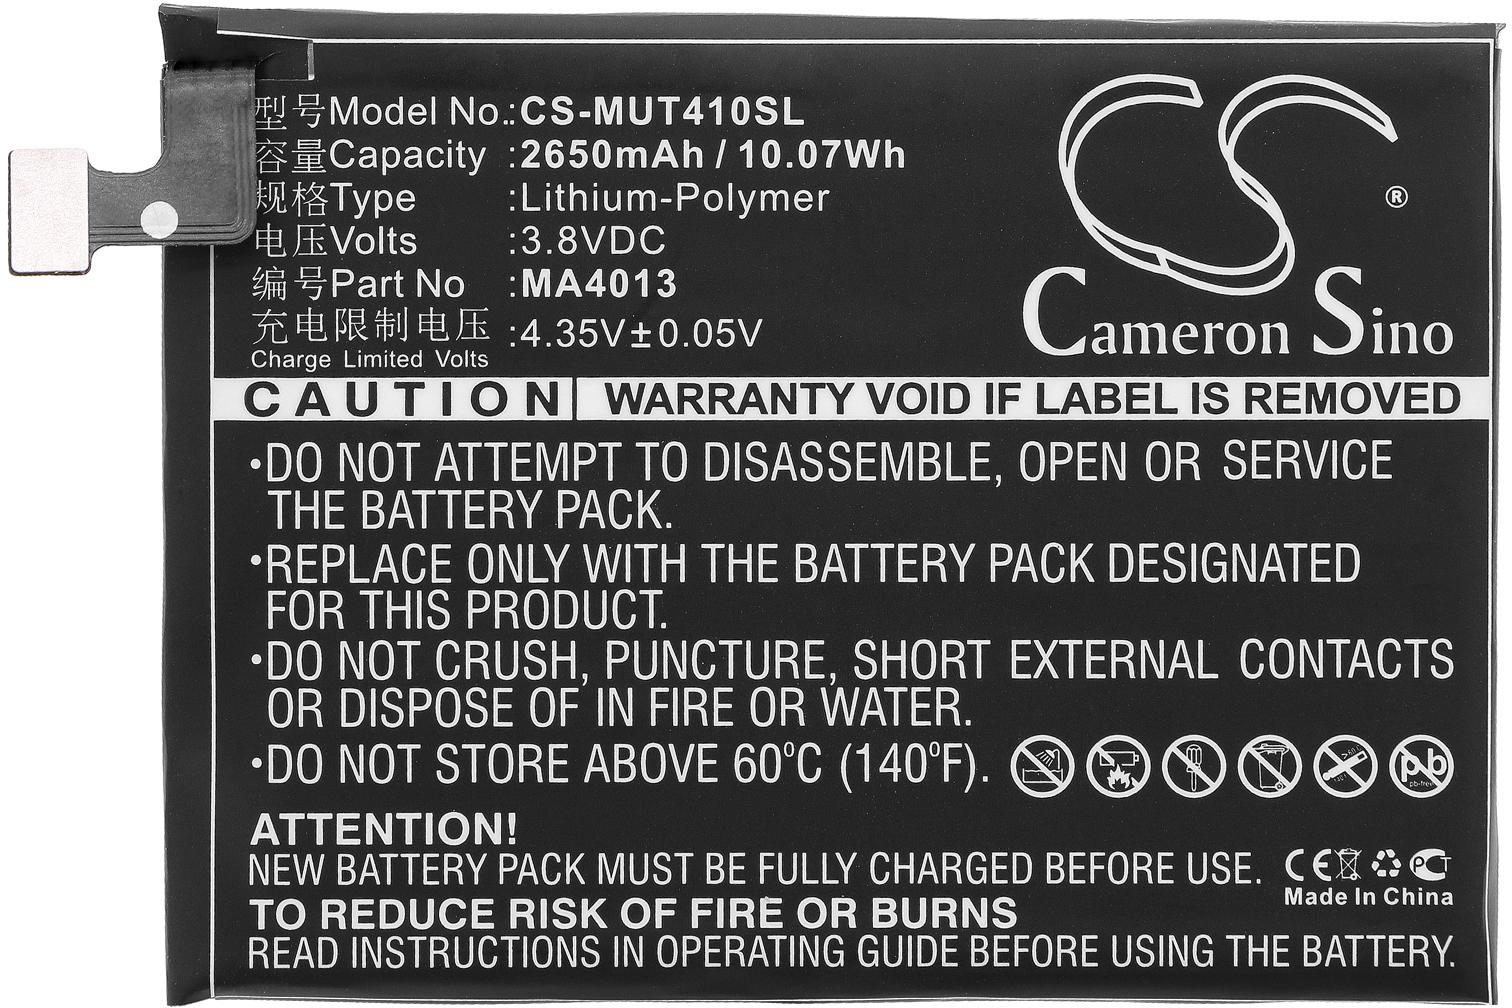 型号Model No.:CS-MUT410SL
容量Capacity :2650mAh / 10.07Wh
规格Type :Lithium-Polymer
电压Volts :3.8VDC
编号Part No :MA4013
充电限制电压 :4.35V±0.05V
Charge Limited Volts
®
Cameron Sino
CAUTION WARRANTY VOID IF LABEL IS REMOVED
•DO NOT ATTEMPT TO DISASSEMBLE, OPEN OR SERVICE
THE BATTERY PACK.
•REPLACE ONLY WITH THE BATTERY PACK DESIGNATED
FOR THIS PRODUCT.
•DO NOT CRUSH, PUNCTURE, SHORT EXTERNAL CONTACTS
OR DISPOSE OF IN FIRE OR WATER.
•DO NOT STORE ABOVE 60°C (140°F).
pb
pb-free
ATTENTION!
NEW BATTERY PACK MUST BE FULLY CHARGED BEFORE USE.
CE PCT
Made In China
TO REDUCE RISK OF FIRE OR BURNS
READ INSTRUCTIONS IN OPERATING GUIDE BEFORE USING THE BATTERY.